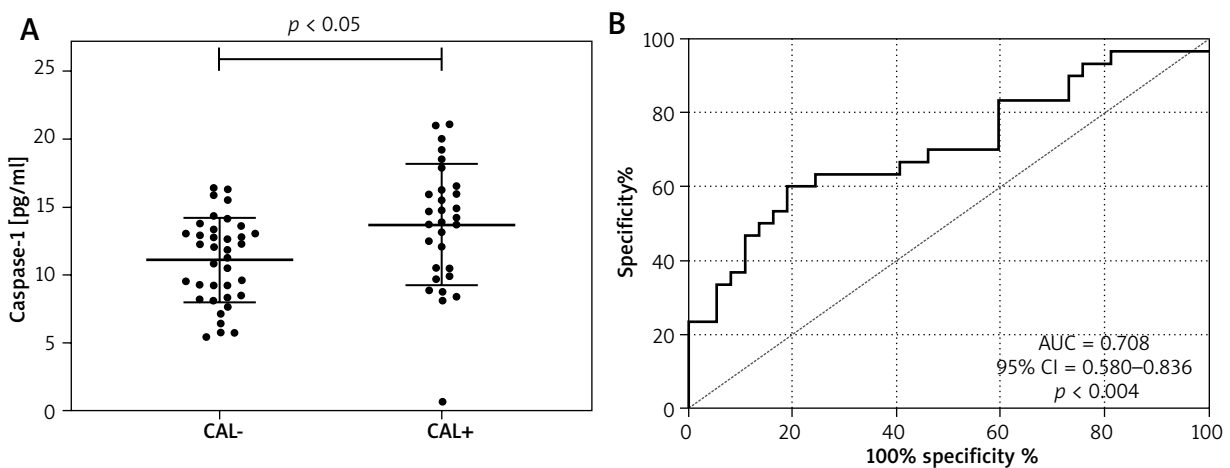 A
p < 0.05
Caspase-1 [pg/ml]
25
20
15
10
5
0
CAL-
CAL+
B
Specificity%
100
80
60
40
20
0
AUC = 0.708
95% CI = 0.580–0.836
p < 0.004
0 20 40 60 80 100
100% specificity %